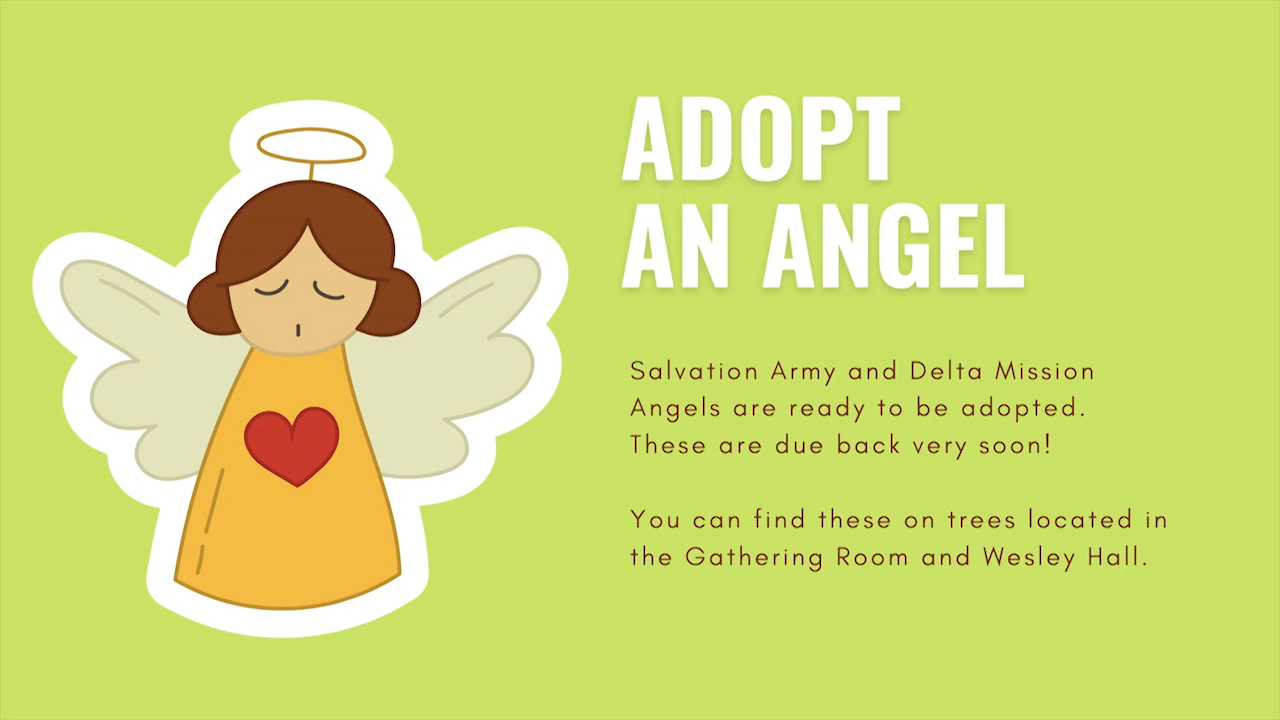 ADOPT
AN ANGEL
Salvation Army and Delta Mission
Angels are ready to be adopted.
These are due back very soon!
You can find these on trees located in
the Gathering Room and Wesley Hall.